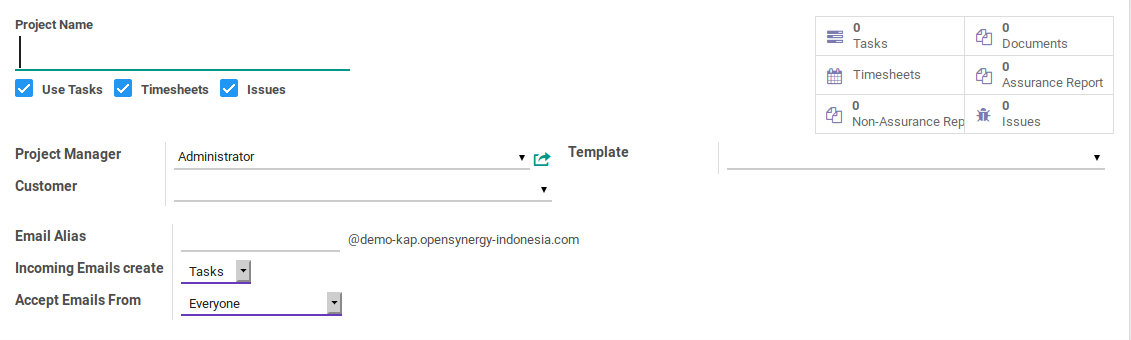 Project Name
Use Tasks Timesheets Issues
0
Tasks
0
Documents
Timesheets
0
Assurance Report
0
Non-Assurance Rep
0
Issues
Project Manager Administrator
Template
Customer
Email Alias @demo-kap.opensynergy-indonesia.com
Incoming Emails create Tasks
Accept Emails From Everyone